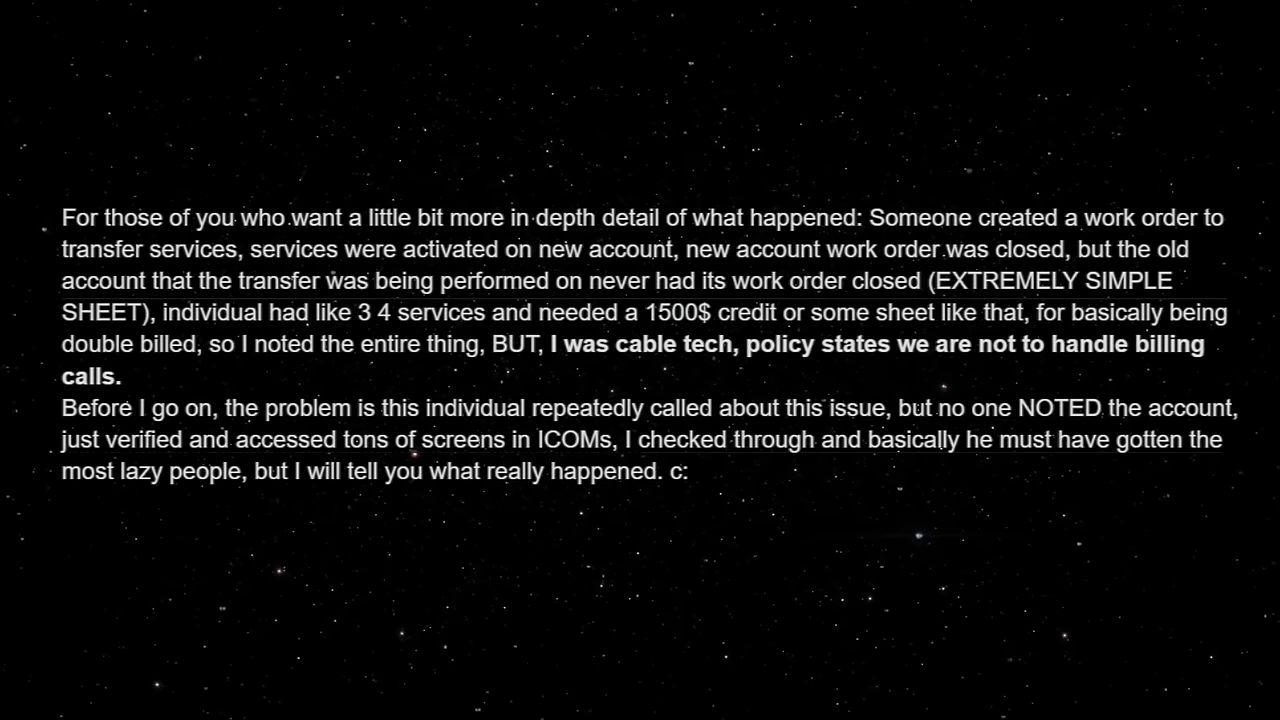 For those of you who want a little bit more in depth detail of what happened: Someone created a work order to
transfer services, services were activated on new account, new account work order was closed, but the old
account that the transfer was being performed on never had its work order closed (EXTREMELY SIMPLE
SHEET), individual had like 3 4 services and needed a 1500$ credit or some sheet like that, for basically being
double billed, so I noted the entire thing, BUT, I was cable tech, policy states we are not to handle billing
calls.
Before I go on, the problem is this individual repeatedly called about this issue, but no one NOTED the account,
just verified and accessed tons of screens in ICOMs, I checked through and basically he must have gotten the
most lazy people, but I will tell you what really happened. c: